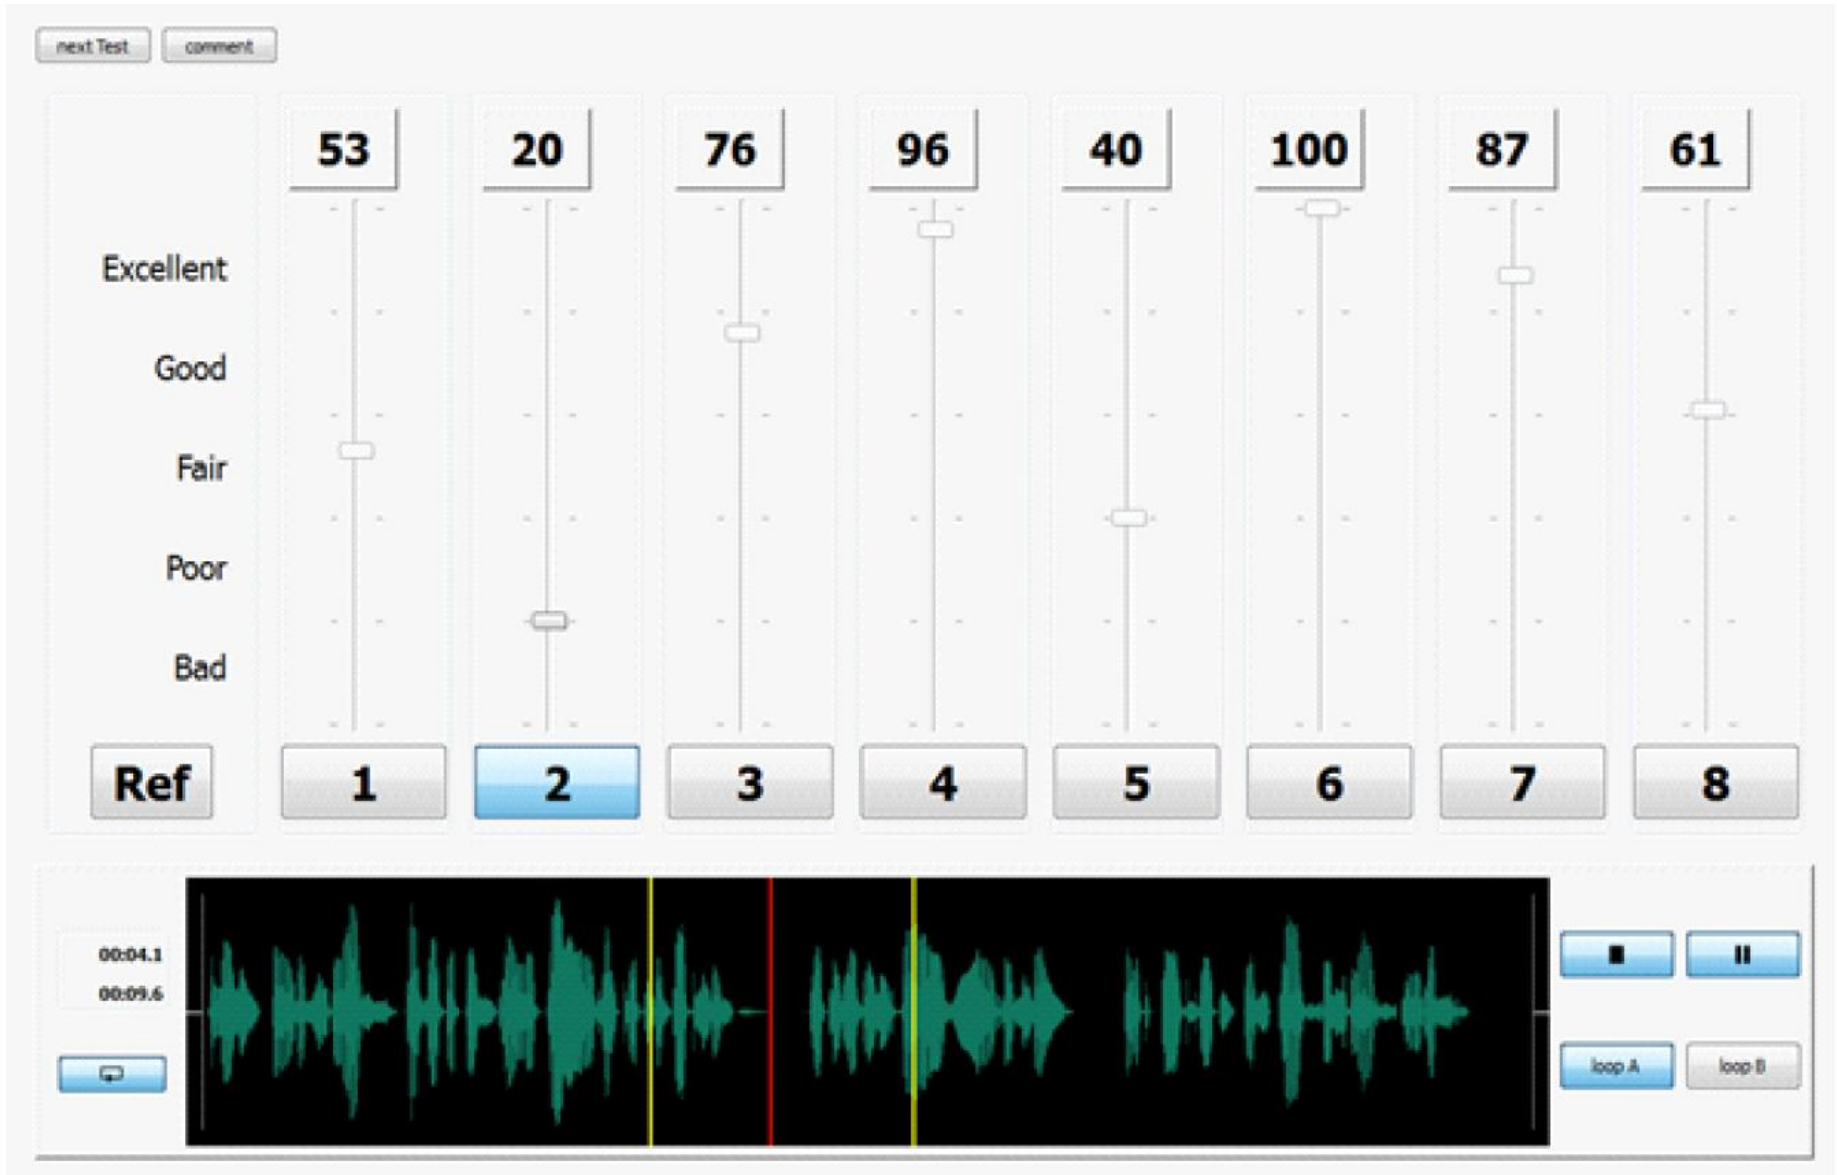 next Test comment
53 20 76 96 40 100 87 61
Excellent
Good
Fair
Poor
Bad
Ref 1 2 3 4 5 6 7 8
00:04.1
00:09.6
loop A loop B